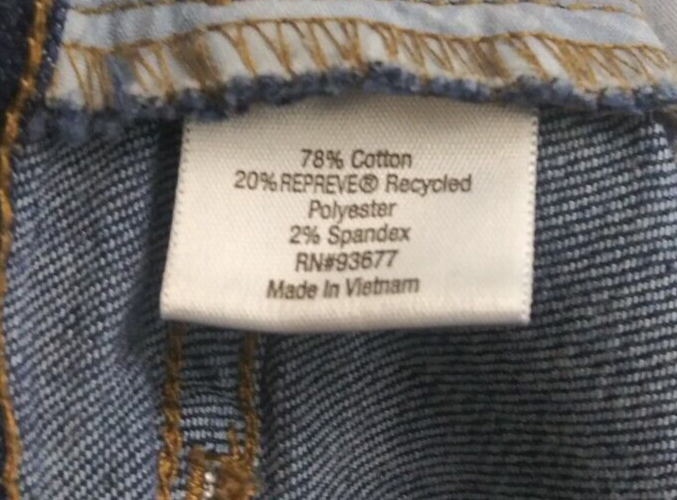 78% Cotton
20% REPREVE® Recycled
Polyester
2% Spandex
RN#93677
Made In Vietnam